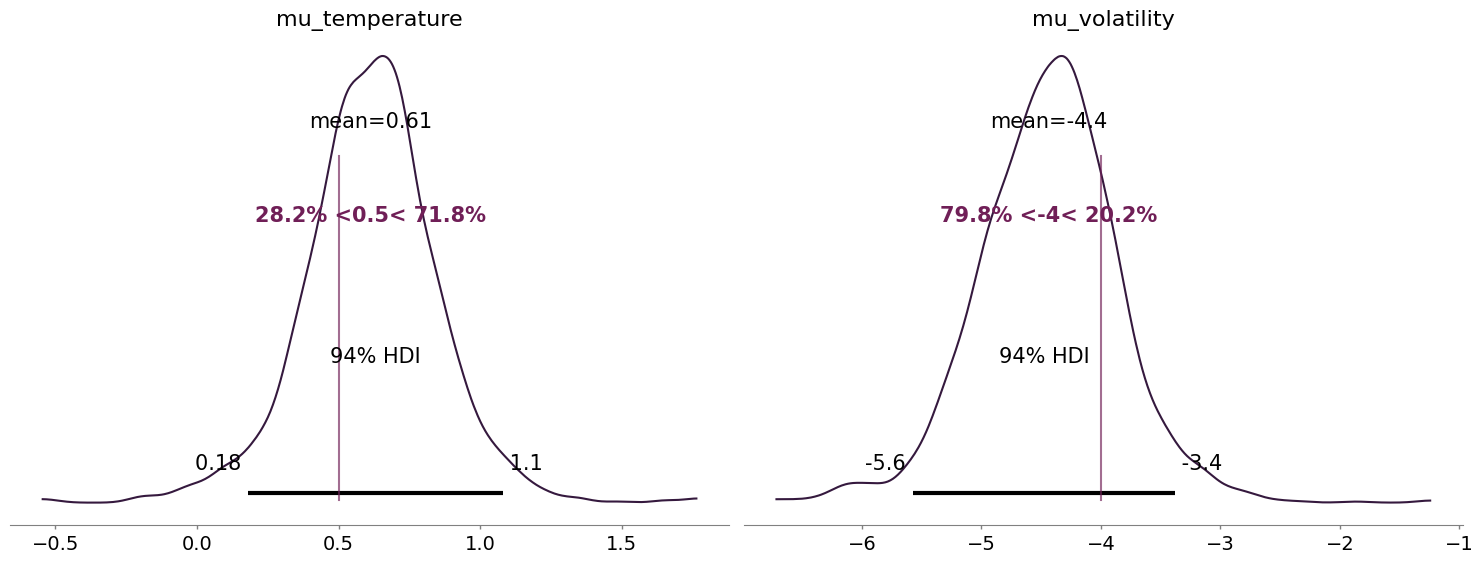 mu_temperature
mean=0.61
28.2% <0.5< 71.8%
94% HDI
0.18
1.1
−0.5 0.0 0.5 1.0 1.5
mu_volatility
mean=-4.4
79.8% <-4< 20.2%
94% HDI
-5.6
-3.4
−6 −5 −4 −3 −2 −1